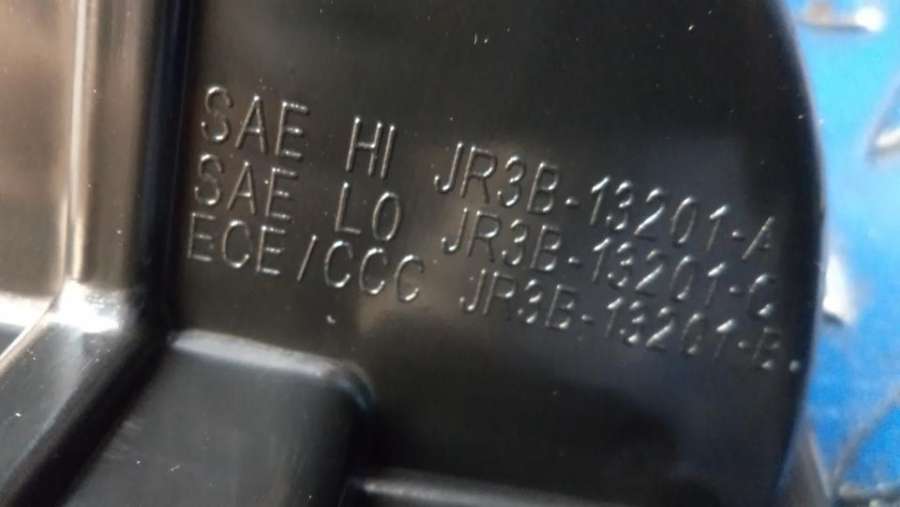 SAE HI JR3B-13201-A
SAE LO JR3B-13201-C
ECE/CCC JR3B-13201-B